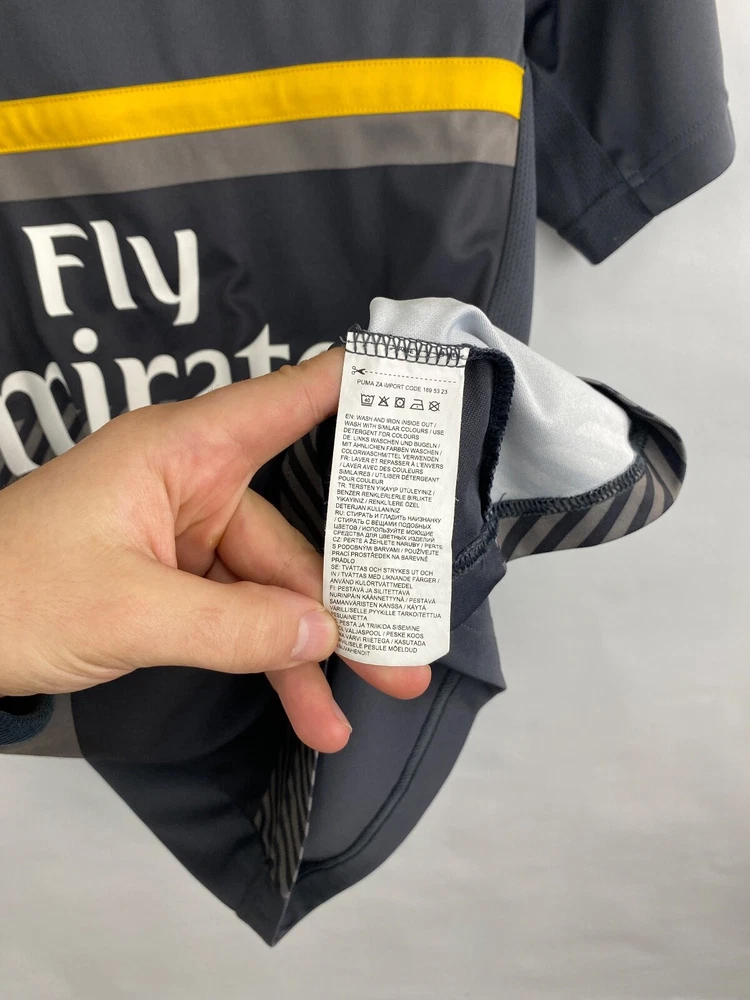 Fly
PUMA ZA IMPORT CODE 189 53 23
40
EN: WASH AND IRON INSIDE OUT /
WASH WITH SIMILAR COLOURS / USE
DETERGENT FOR COLOURS
DE: LINKS WASCHEN UND BUGELN /
MIT ÄHNLICHEN FARBEN WASCHEN /
COLORWASCHMITTEL VERWENDEN
FR: LAVER ET REPASSER À L'ENVERS
/ LAVER AVEC DES COULEURS
SIMILAIRES / UTILISER DÉTERGENT
POUR COULEUR
TR: TERSTEN YIKAYIP ÜTÜLEYINIZ /
BENZER RENKLERLERLE BIRLIKTE
YIKAYINIZ / RENKLILERE ÖZEL
DETERJAN KULLANINIZ
RU: СТИРАТЬ И ГЛАДИТЬ НАИЗНАНКУ
/ СТИРАТЬ С ВЕЩАМИ ПОДОБНЫХ
ЦВЕТОВ / ИСПОЛЬЗУЙТЕ МОЮЩИЕ
СРЕДСТВА ДЛЯ ЦВЕТНЫХ ИЗДЕЛИЙ
CZ: PERTE A ŽEHLETE NARUBY / PERTE
S PODOBNÝM BARVAMI / POUŽÍVEJTE
PRACÍ PROSTŘEDEK NA BAREVNÉ
PRÁDLO
SE: TVÄTTAS OCH STRYKES UT OCH
IN / TVÄTTAS MED LIKNANDE FÄRGER /
ANVÄND KULÖRTVÄTTMEDEL
FI: PESTÄVÄ JA SILITETTÄVÄ
NURINPÄIN KÄÄNNETTYNÄ / PESTÄVÄ
SAMANVÄRISTEN KANSSA / KÄYTÄ
VÄRILLISELLE PYYKILLE TARKOITETTUA
PESTA JA TRIIKIDA SISEMINE
VÄLJASPOOL / PESKE KOOS
VÄRVI RIIETEGA / KASUTADA
PESULE MÕELDUD